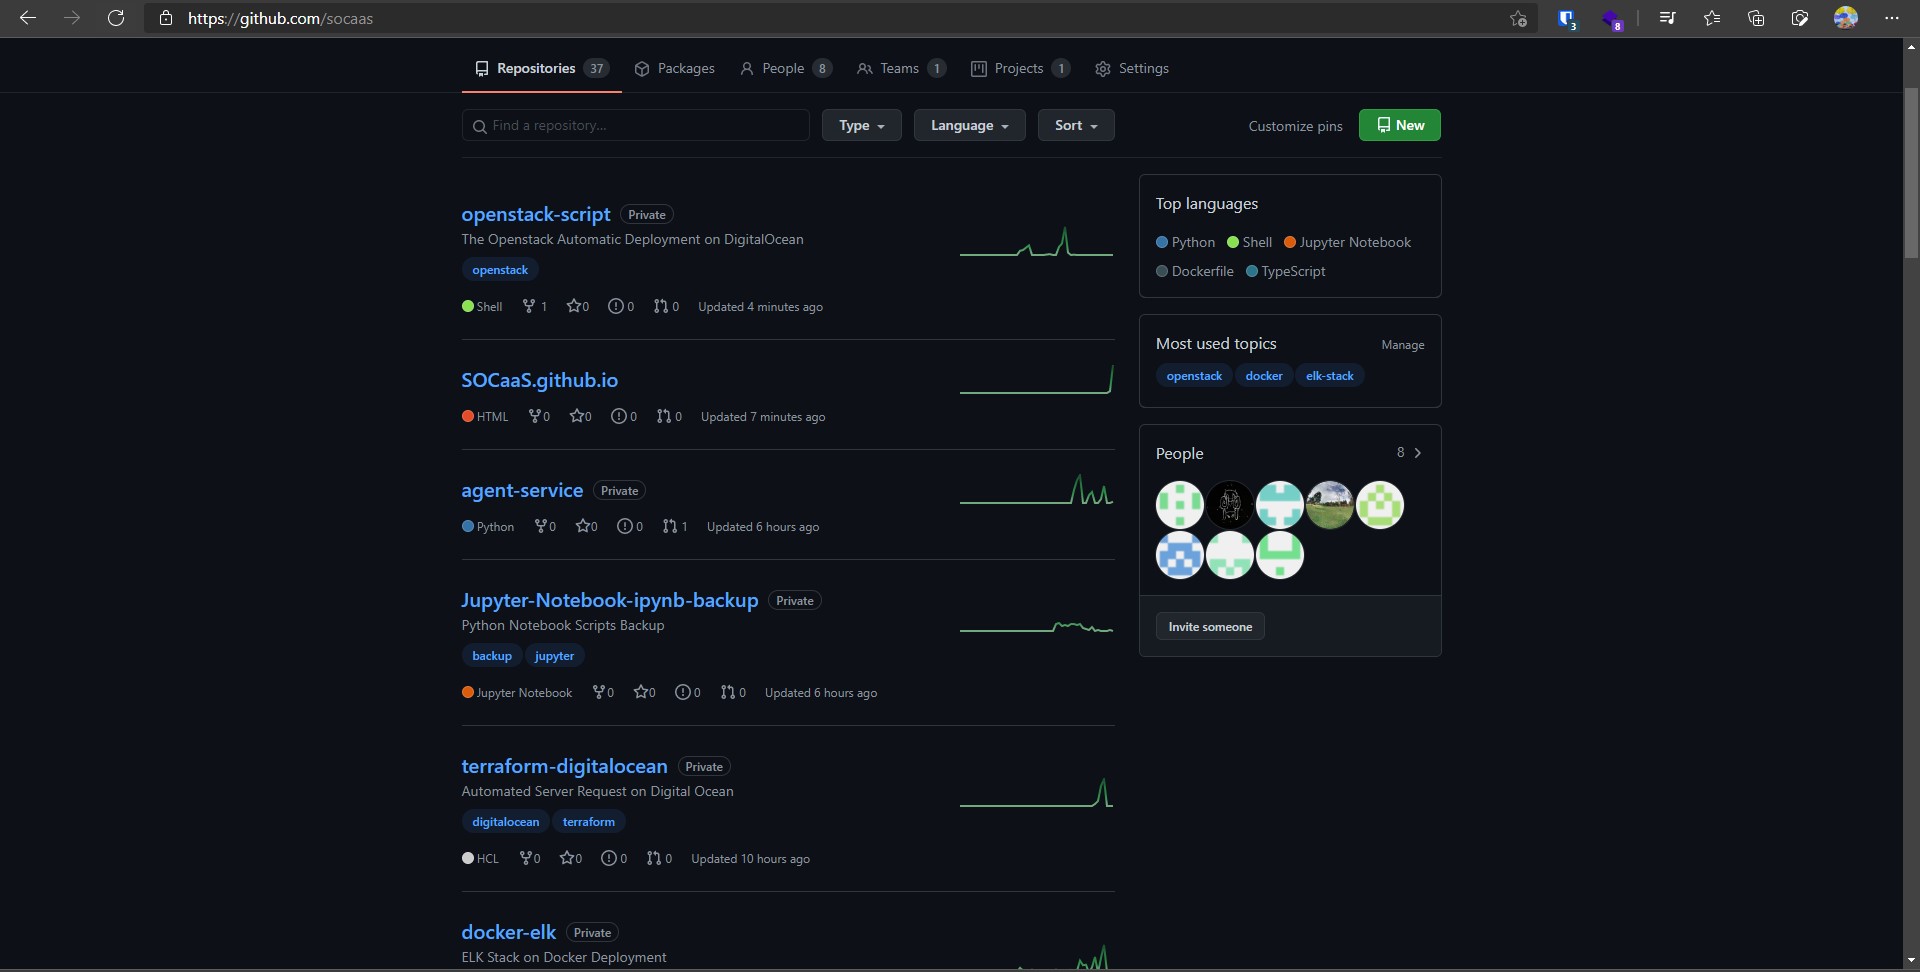 https://github.com/socaas
3
8
Repositories 37 Packages People 8 Teams 1 Projects 1 Settings
Find a repository... Type Language Sort Customize pins New
openstack-script Private
The Openstack Automatic Deployment on DigitalOcean
openstack
Shell 1 0 0 0 Updated 4 minutes ago
SOCaaS.github.io
HTML 0 0 0 0 Updated 7 minutes ago
agent-service Private
Python 0 0 0 1 Updated 6 hours ago
Jupyter-Notebook-ipynb-backup Private
Python Notebook Scripts Backup
backup jupyter
Jupyter Notebook 0 0 0 0 Updated 6 hours ago
terraform-digitalocean Private
Automated Server Request on Digital Ocean
digitalocean terraform
HCL 0 0 0 0 Updated 10 hours ago
docker-elk Private
ELK Stack on Docker Deployment
Top languages
Python Shell Jupyter Notebook
Dockerfile TypeScript
Most used topics Manage
openstack docker elk-stack
People 8
Invite someone